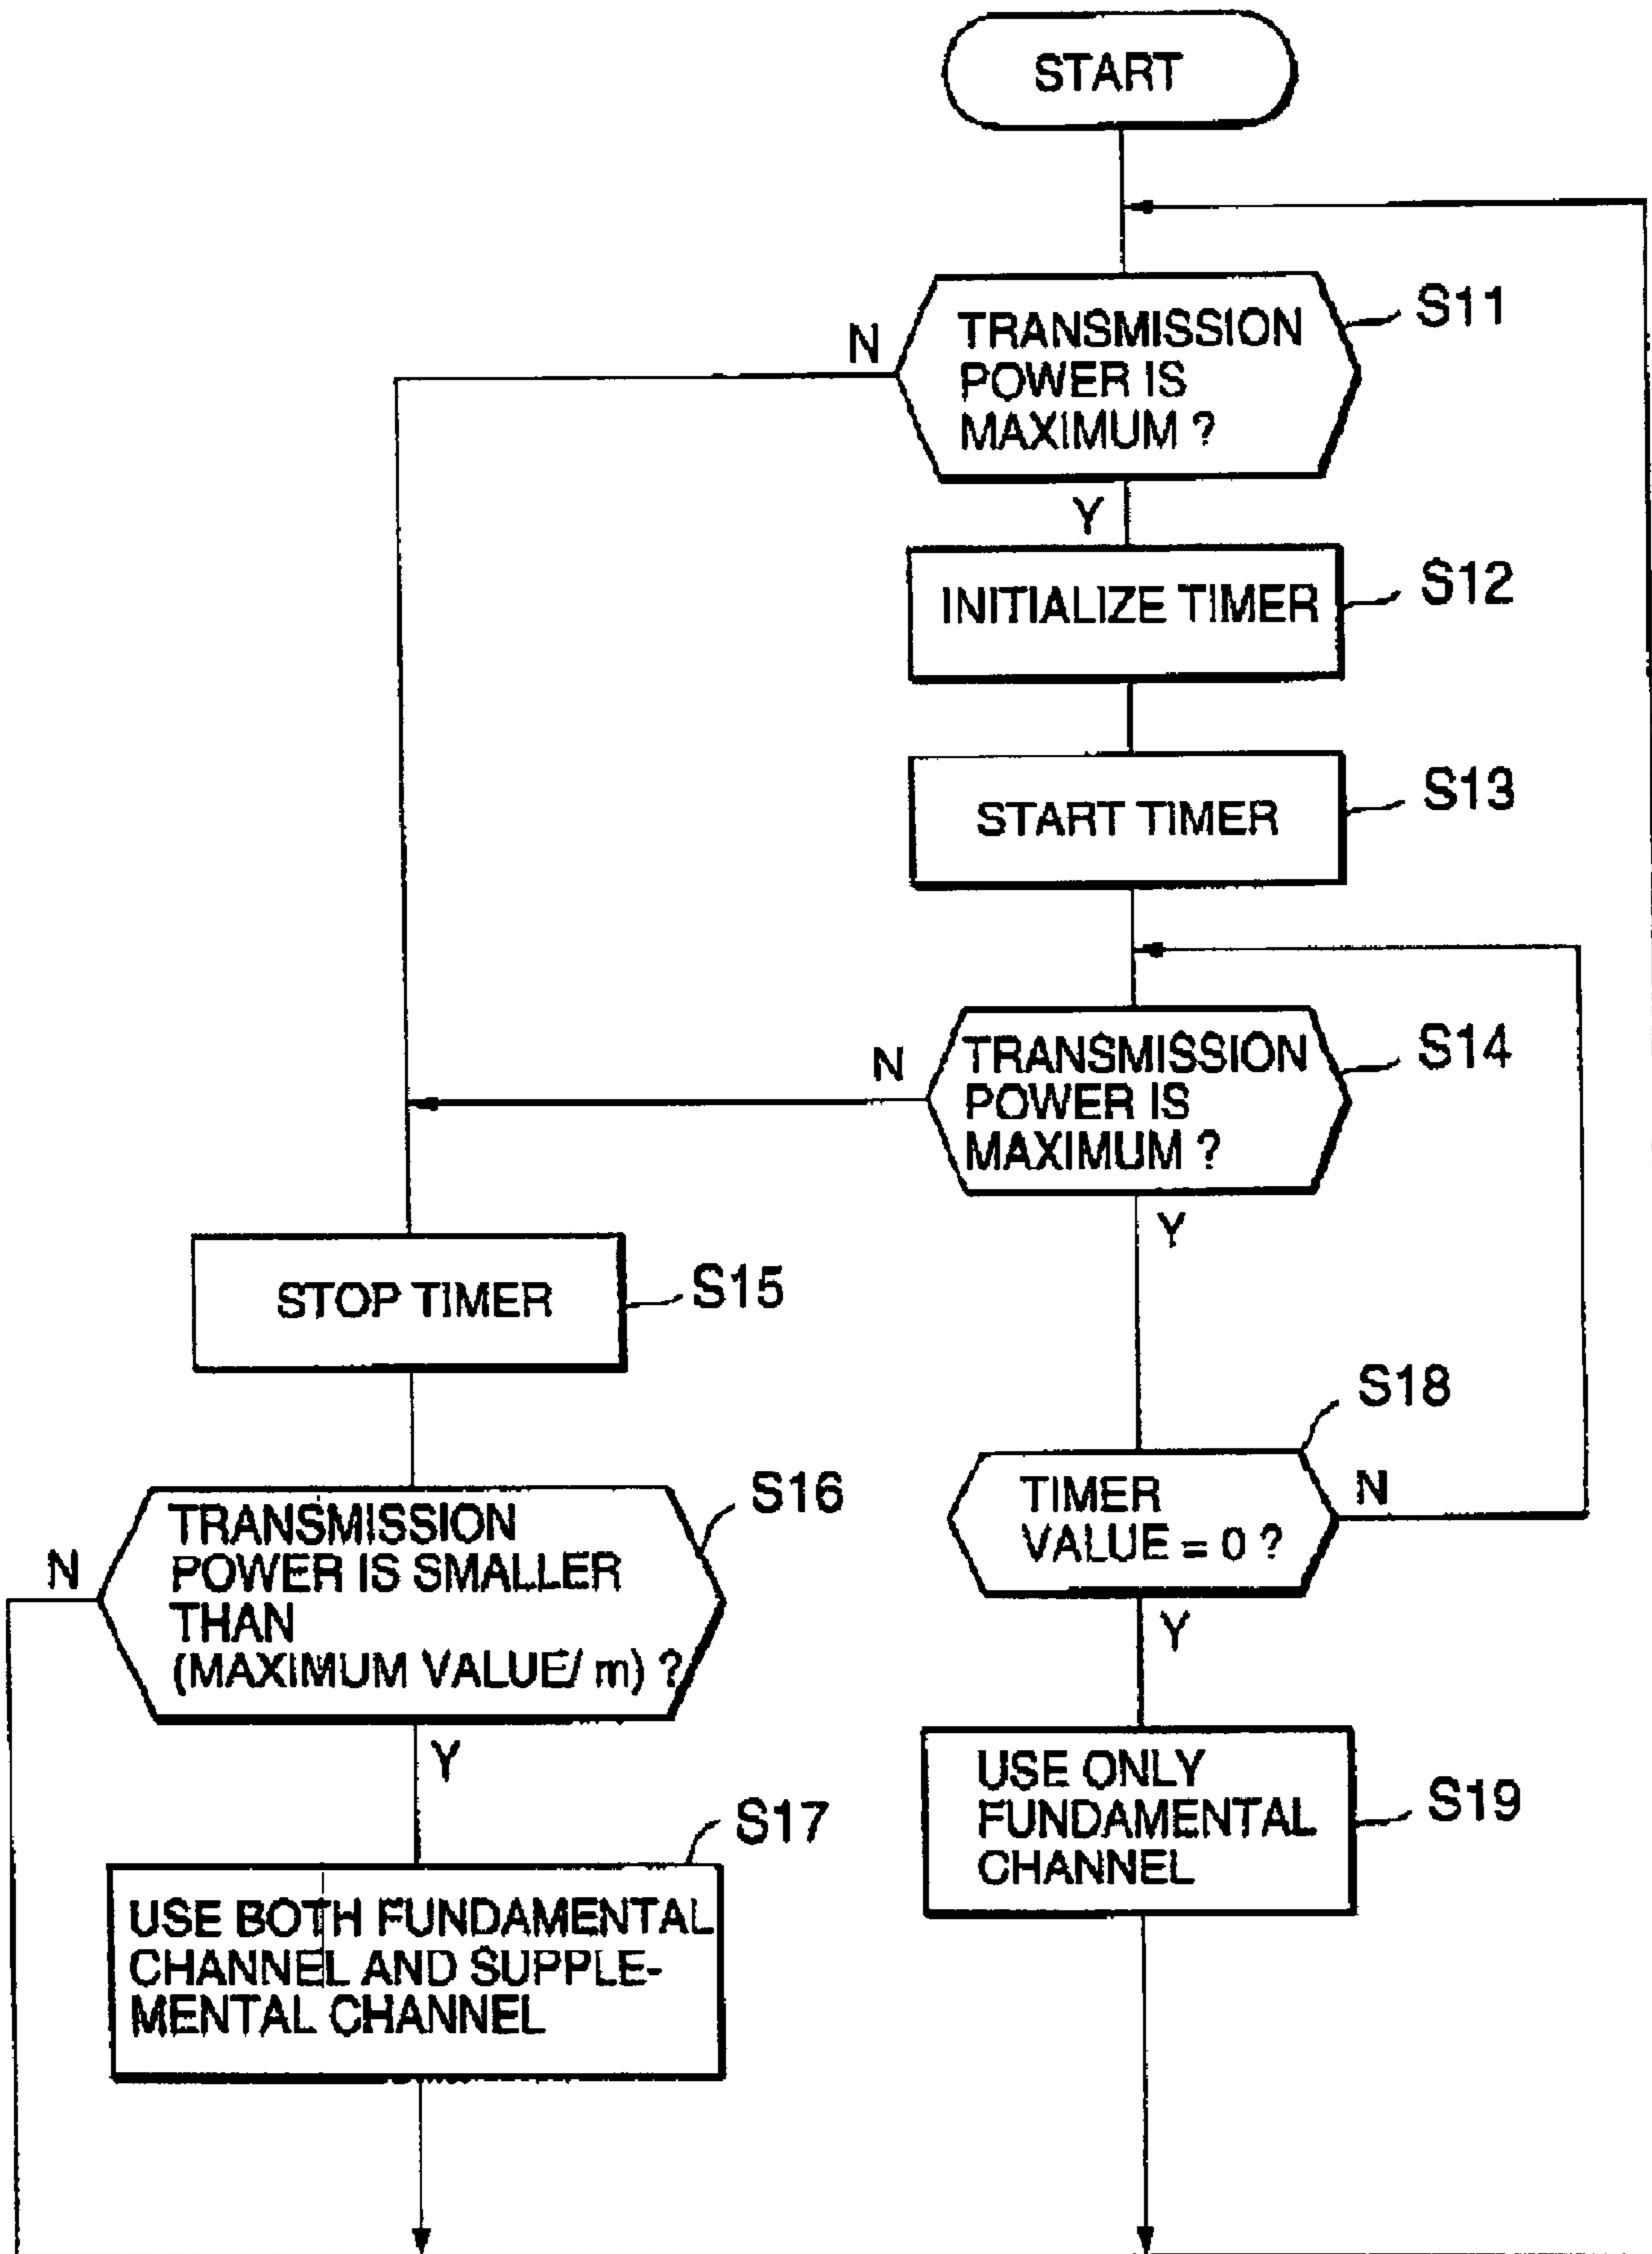 START
S11
N
TRANSMISSION
POWER IS
MAXIMUM ?
Y
S12
INITIALIZE TIMER
S13
START TIMER
S14
N
TRANSMISSION
POWER IS
MAXIMUM ?
Y
STOP TIMER
S15
S18
TIMER
VALUE = 0 ?
N
Y
S16
N
TRANSMISSION
POWER IS SMALLER
THAN
(MAXIMUM VALUE/ m) ?
Y
S17
USE BOTH FUNDAMENTAL
CHANNEL AND SUPPLE-
MENTAL CHANNEL
USE ONLY
FUNDAMENTAL
CHANNEL
S19